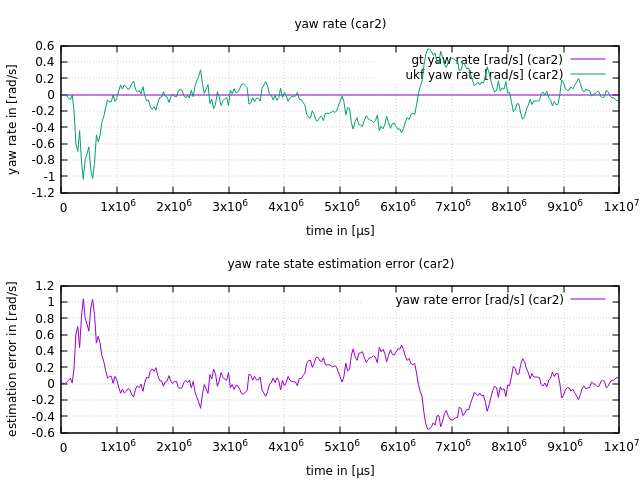 yaw rate (car2)
0.6
0.4
0.2
0
-0.2
-0.4
-0.6
-0.8
-1
-1.2
yaw rate in [rad/s]
gt yaw rate [rad/s] (car2)
ukf yaw rate [rad/s] (car2)
0 1x10⁶ 2x10⁶ 3x10⁶ 4x10⁶ 5x10⁶ 6x10⁶ 7x10⁶ 8x10⁶ 9x10⁶ 1x10⁷
time in [µs]
yaw rate state estimation error (car2)
1.2
1
0.8
0.6
0.4
0.2
0
-0.2
-0.4
-0.6
estimation error in [rad/s]
yaw rate error [rad/s] (car2)
0 1x10⁶ 2x10⁶ 3x10⁶ 4x10⁶ 5x10⁶ 6x10⁶ 7x10⁶ 8x10⁶ 9x10⁶ 1x10⁷
time in [µs]